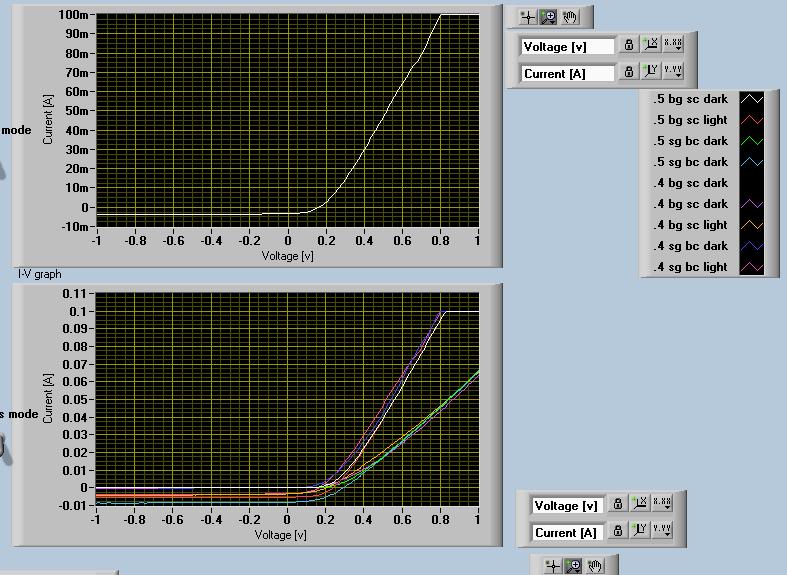 100m
90m
80m
70m
60m
50m
40m
30m
20m
10m
0
-10m
Current [A]
mode
-1 -0.8 -0.6 -0.4 -0.2 0 0.2 0.4 0.6 0.8 1
Voltage [v]
Voltage [v] X.XX
Current [A] Y.YY
.5 bg sc dark
.5 bg sc light
.5 sg bc dark
.5 sg bc dark
.4 bg sc dark
.4 bg sc dark
.4 bg sc light
.4 sg bc dark
.4 sg bc light
I-V graph
0.11
0.1
0.09
0.08
0.07
0.06
0.05
0.04
0.03
0.02
0.01
0
-0.01
Current [A]
s mode
-1 -0.8 -0.6 -0.4 -0.2 0 0.2 0.4 0.6 0.8 1
Voltage [v]
Voltage [v] X.XX
Current [A] Y.YY